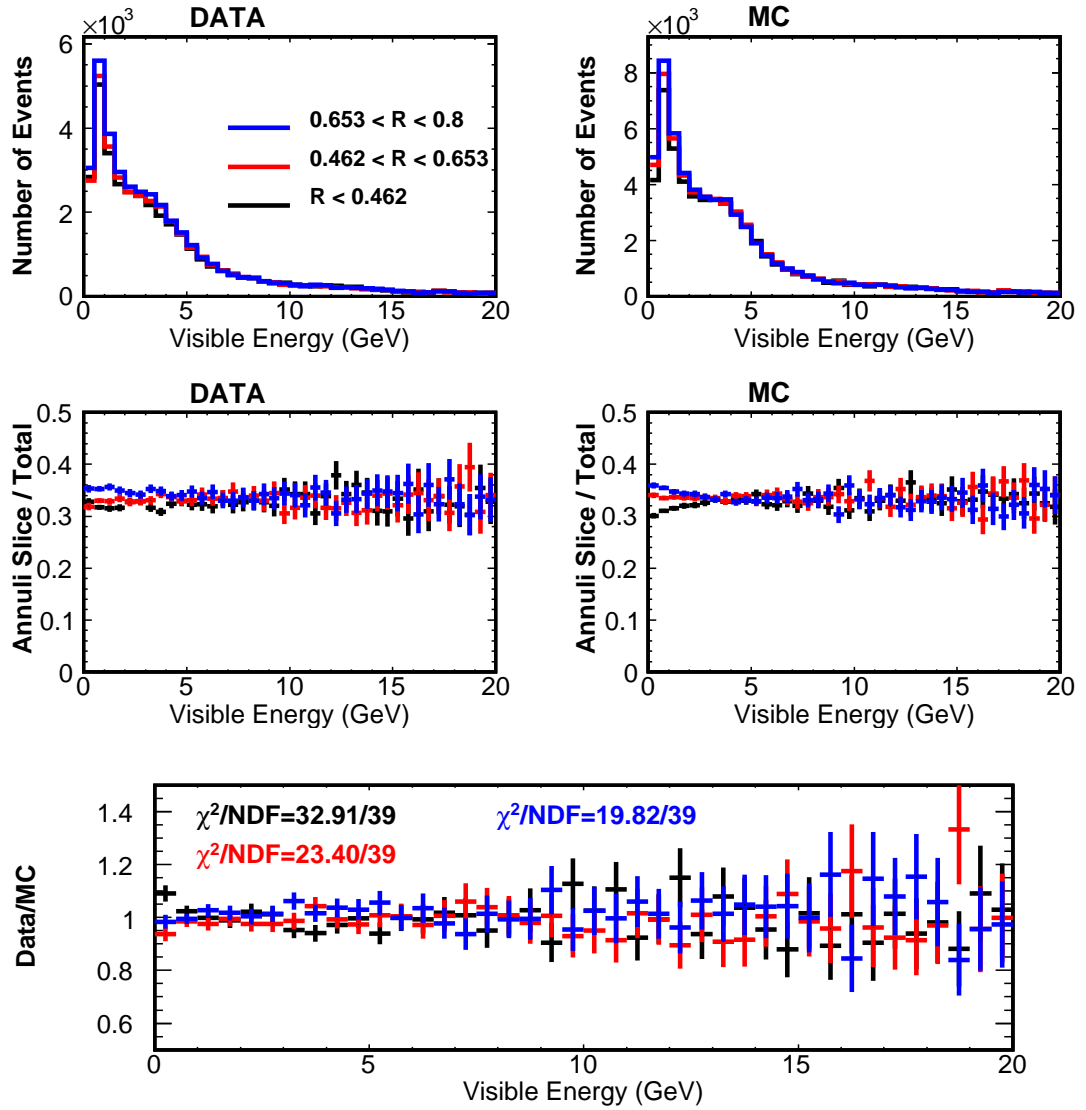 ×10³ DATA
Number of Events
6
4
2
0
0.653 < R < 0.8
0.462 < R < 0.653
R < 0.462
0 5 10 15 20
Visible Energy (GeV)
×10³ MC
Number of Events
8
6
4
2
0
0 5 10 15 20
Visible Energy (GeV)
DATA
Annuli Slice / Total
0.5
0.4
0.3
0.2
0.1
0
0 5 10 15 20
Visible Energy (GeV)
MC
Annuli Slice / Total
0.5
0.4
0.3
0.2
0.1
0
0 5 10 15 20
Visible Energy (GeV)
Data/MC
1.4
1.2
1
0.8
0.6
χ²/NDF=32.91/39 χ²/NDF=19.82/39
χ²/NDF=23.40/39
0 5 10 15 20
Visible Energy (GeV)